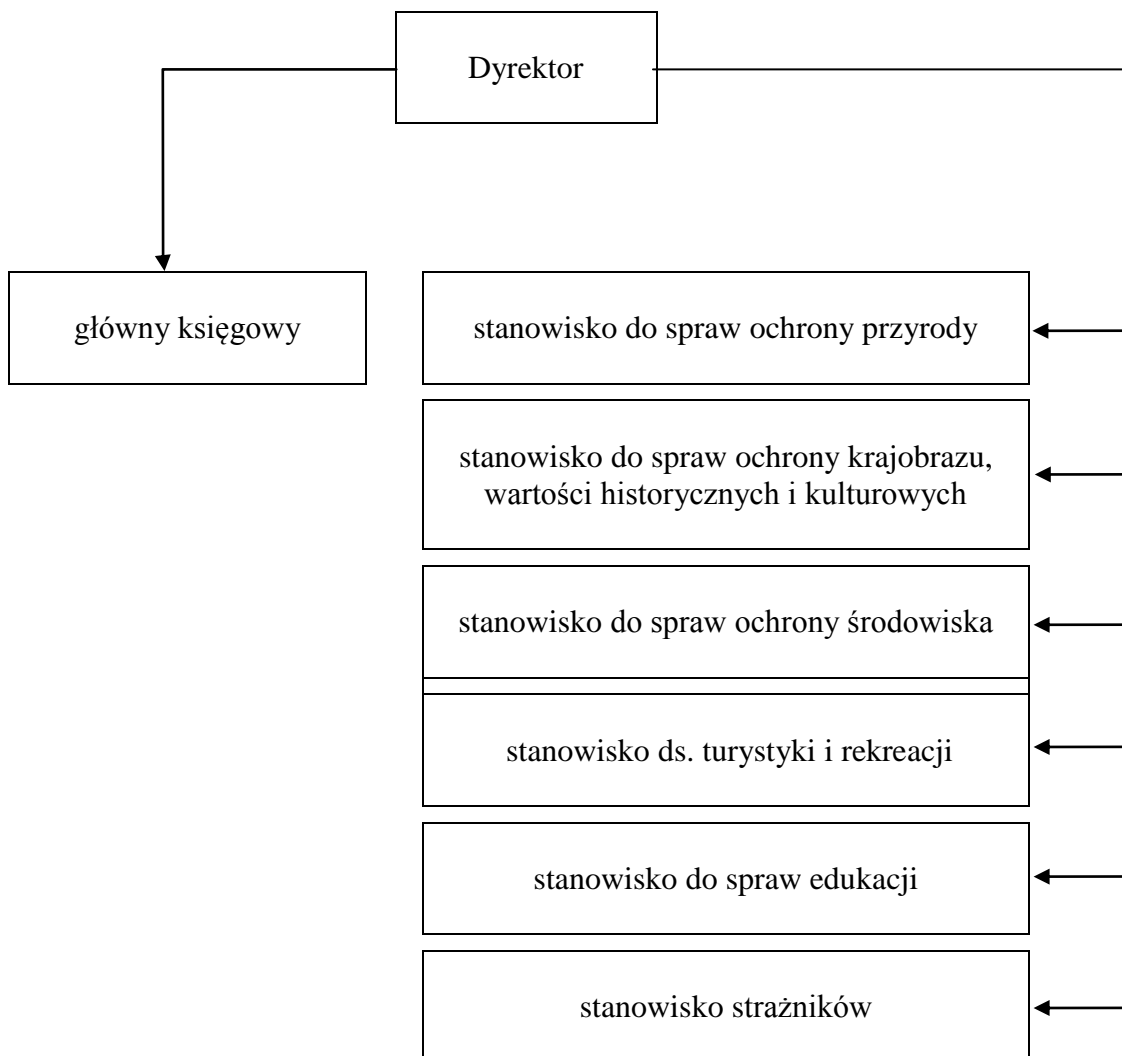 Dyrektor
główny księgowy
stanowisko do spraw ochrony przyrody
stanowisko do spraw ochrony krajobrazu,
wartości historycznych i kulturowych
stanowisko do spraw ochrony środowiska
stanowisko ds. turystyki i rekreacji
stanowisko do spraw edukacji
stanowisko strażników